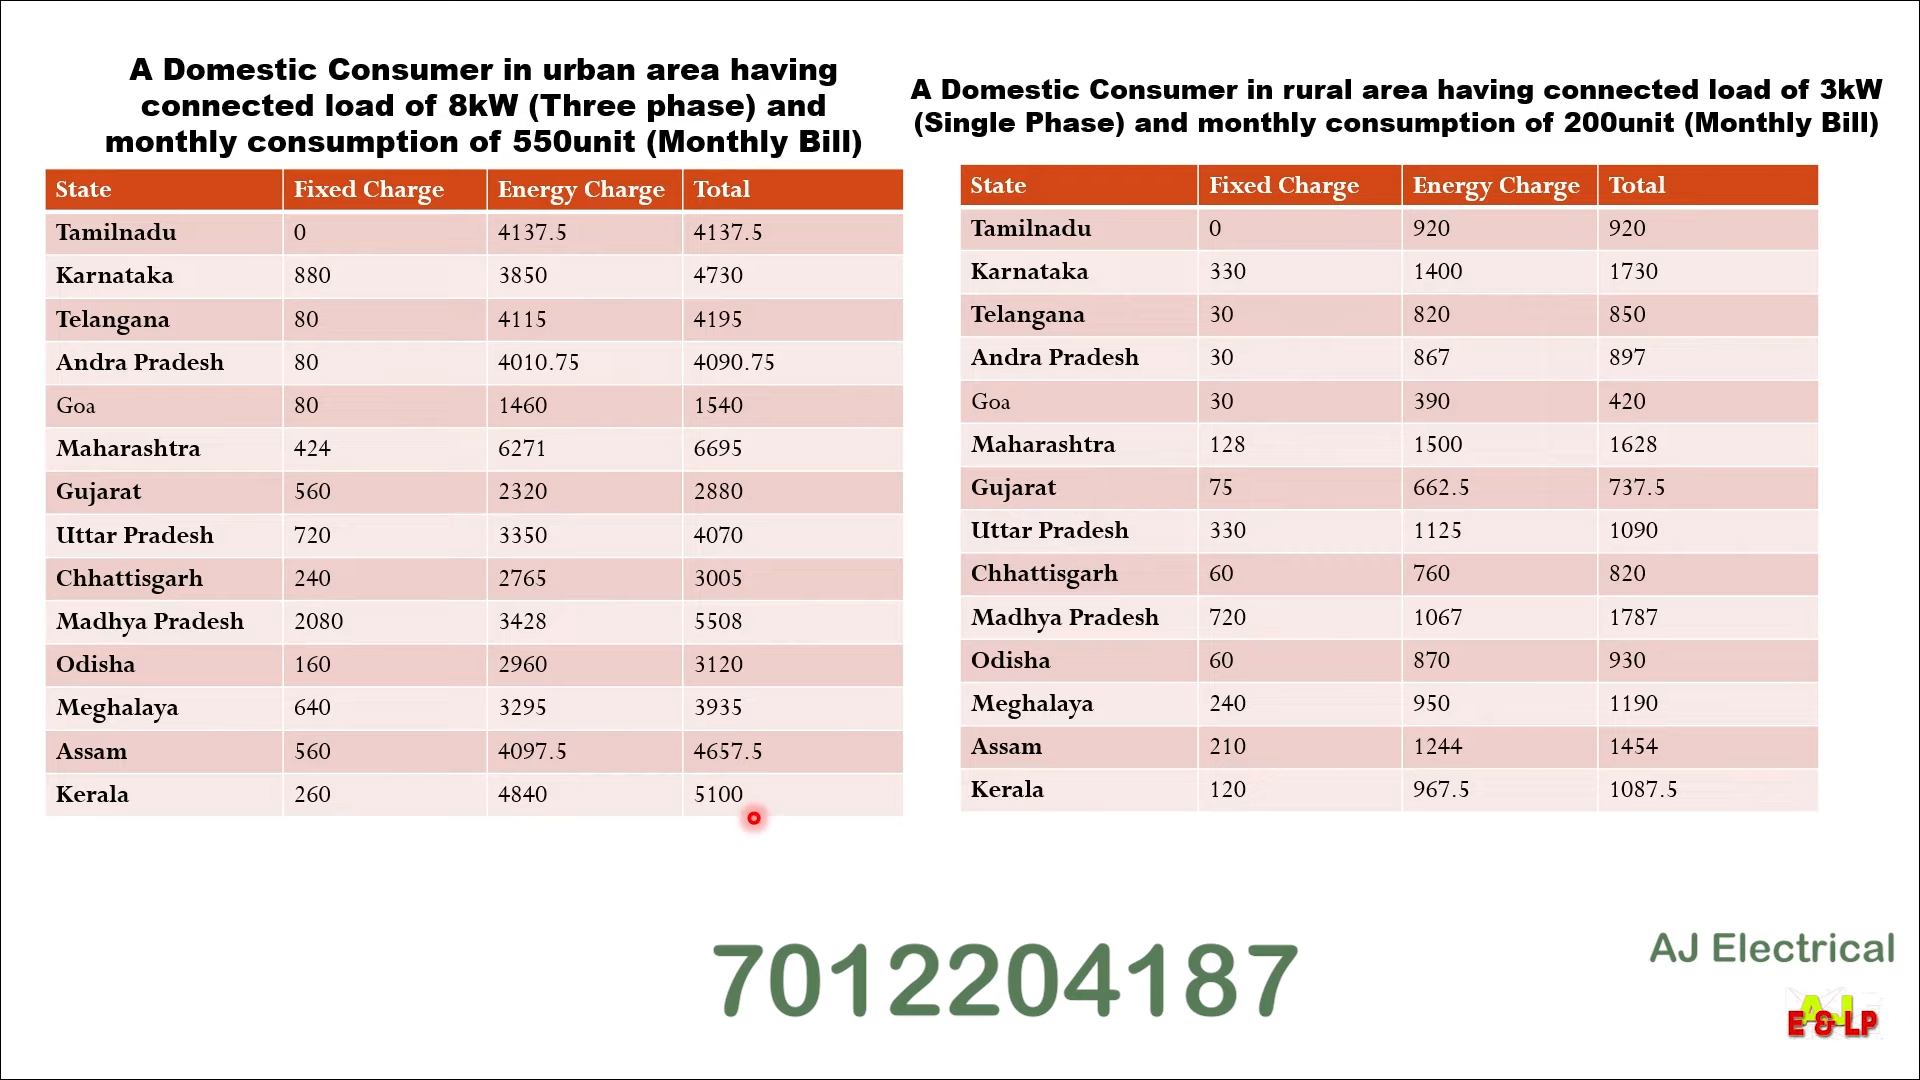 A Domestic Consumer in urban area having
connected load of 8kW (Three phase) and
monthly consumption of 550unit (Monthly Bill)
State Fixed Charge Energy Charge Total
Tamilnadu 0 4137.5 4137.5
Karnataka 880 3850 4730
Telangana 80 4115 4195
Andra Pradesh 80 4010.75 4090.75
Goa 80 1460 1540
Maharashtra 424 6271 6695
Gujarat 560 2320 2880
Uttar Pradesh 720 3350 4070
Chhattisgarh 240 2765 3005
Madhya Pradesh 2080 3428 5508
Odisha 160 2960 3120
Meghalaya 640 3295 3935
Assam 560 4097.5 4657.5
Kerala 260 4840 5100
A Domestic Consumer in rural area having connected load of 3kW
(Single Phase) and monthly consumption of 200unit (Monthly Bill)
State Fixed Charge Energy Charge Total
Tamilnadu 0 920 920
Karnataka 330 1400 1730
Telangana 30 820 850
Andra Pradesh 30 867 897
Goa 30 390 420
Maharashtra 128 1500 1628
Gujarat 75 662.5 737.5
Uttar Pradesh 330 1125 1090
Chhattisgarh 60 760 820
Madhya Pradesh 720 1067 1787
Odisha 60 870 930
Meghalaya 240 950 1190
Assam 210 1244 1454
Kerala 120 967.5 1087.5
7012204187
AJ Electrical
AJ
E & LP